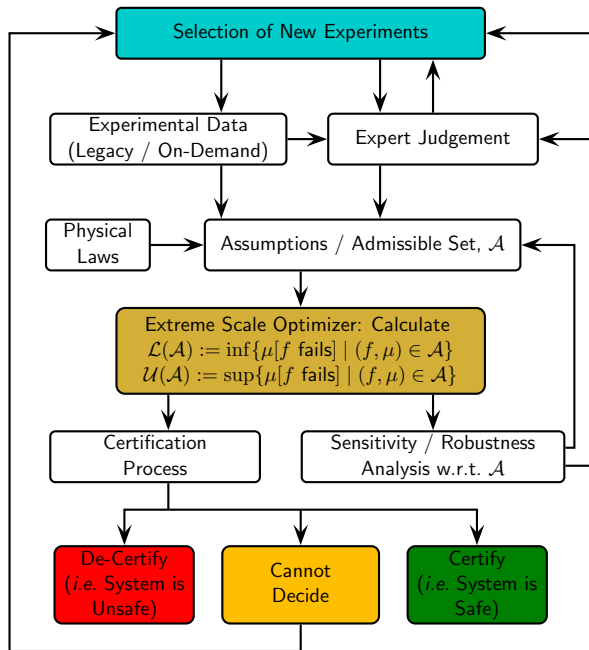 Selection of New Experiments
Experimental Data
(Legacy / On-Demand)
Expert Judgement
Physical
Laws
Assumptions / Admissible Set, 𝒜
Extreme Scale Optimizer: Calculate
ℒ(𝒜) := inf{μ[f fails] | (f, μ) ∈ 𝒜}
𝒰(𝒜) := sup{μ[f fails] | (f, μ) ∈ 𝒜}
Certification
Process
Sensitivity / Robustness
Analysis w.r.t. 𝒜
De-Certify
(i.e. System is
Unsafe)
Cannot
Decide
Certify
(i.e. System is
Safe)